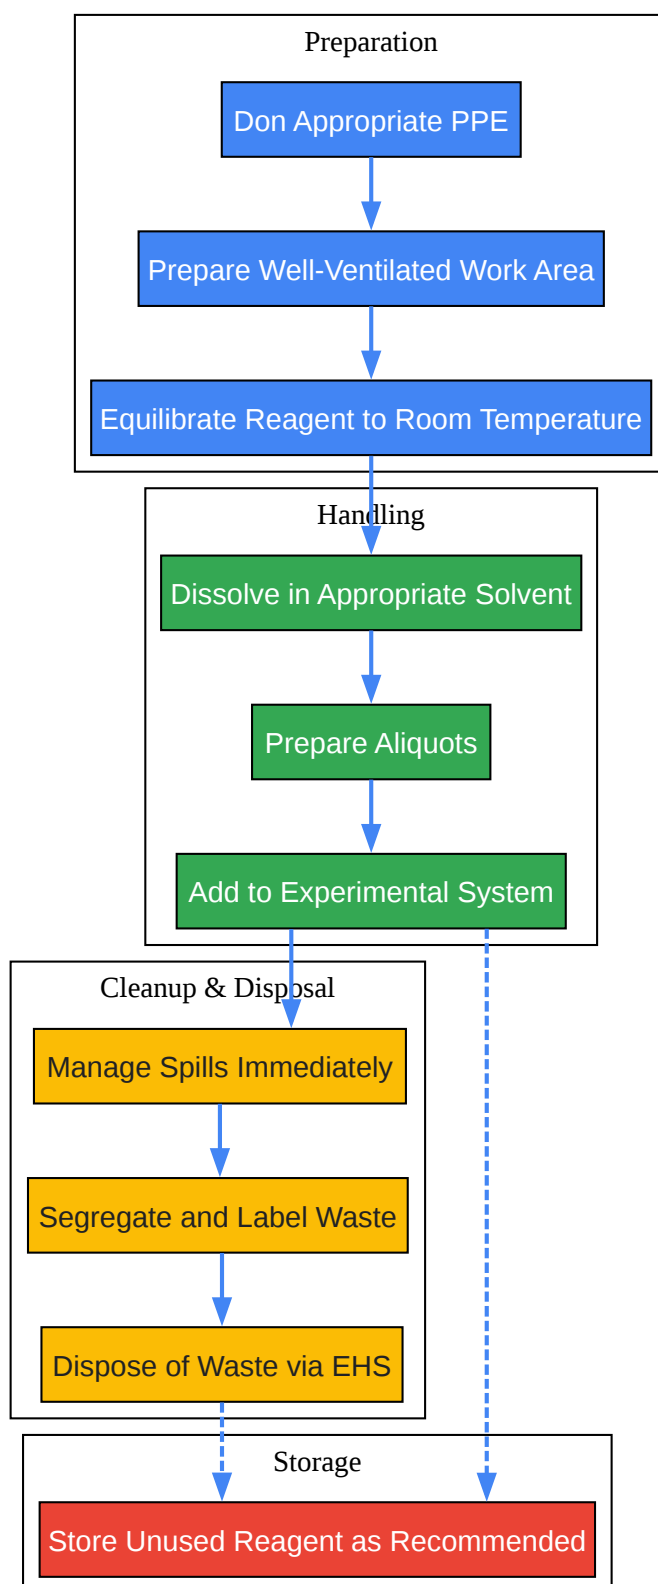 Preparation
Don Appropriate PPE
Prepare Well-Ventilated Work Area
Equilibrate Reagent to Room Temperature
Handling
Dissolve in Appropriate Solvent
Prepare Aliquots
Add to Experimental System
Cleanup & Disposal
Manage Spills Immediately
Segregate and Label Waste
Dispose of Waste via EHS
Storage
Store Unused Reagent as Recommended